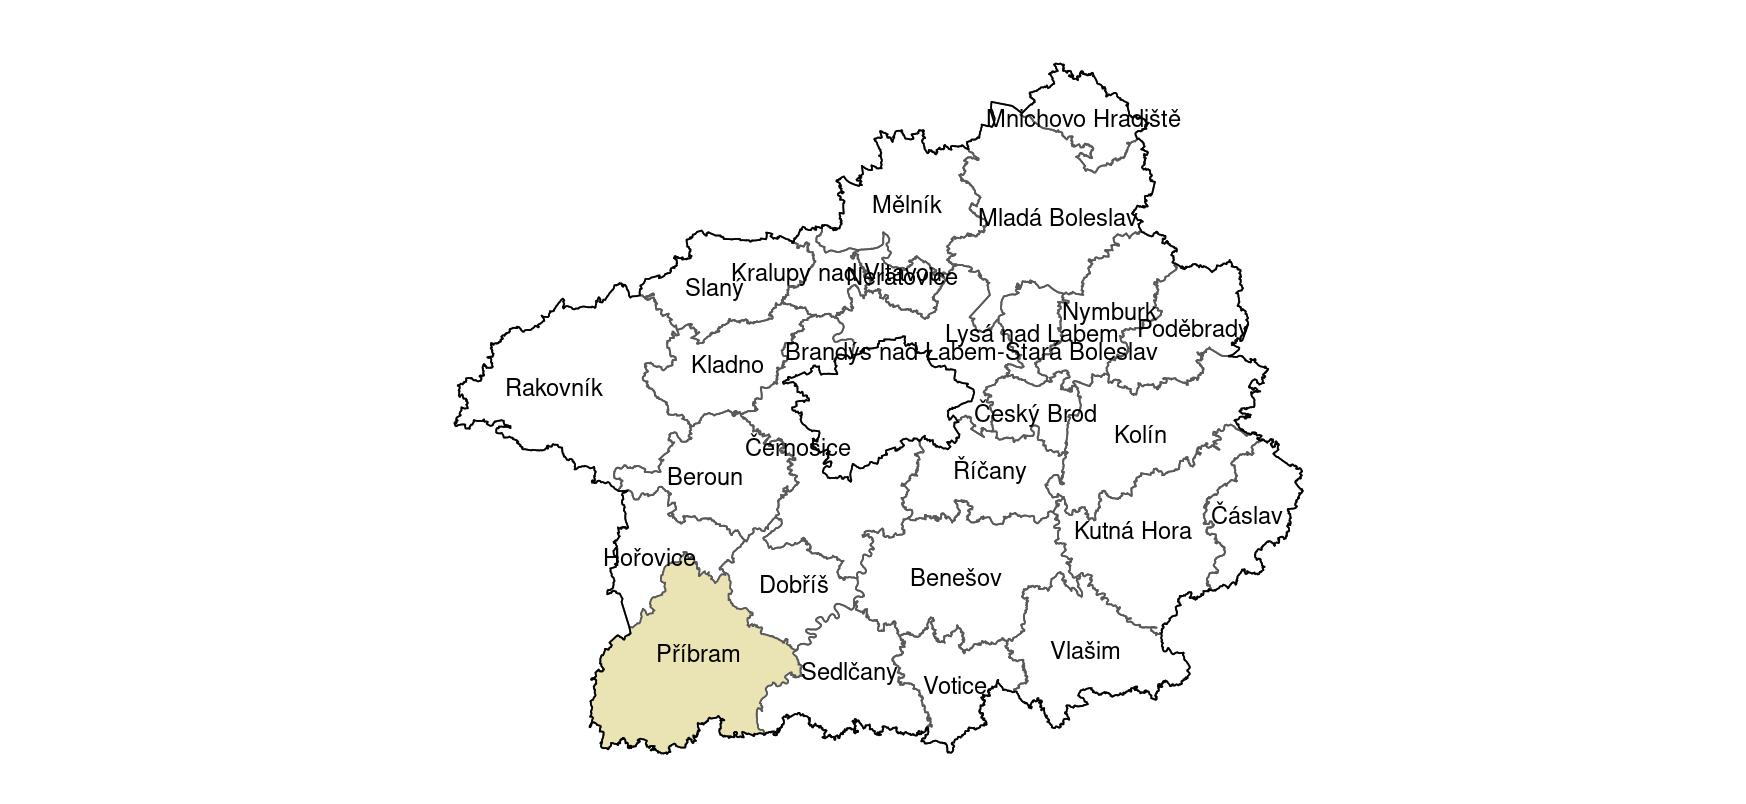 Mnichovo Hradiště
Mělník
Mladá Boleslav
Kralupy nad Vltavou
Neratovice
Slaný
Nymburk
Poděbrady
Lysá nad Labem
Brandýs nad Labem-Stará Boleslav
Kladno
Rakovník
Český Brod
Kolín
Černošice
Říčany
Beroun
Čáslav
Kutná Hora
Hořovice
Benešov
Dobříš
Vlašim
Příbram
Sedlčany
Votice